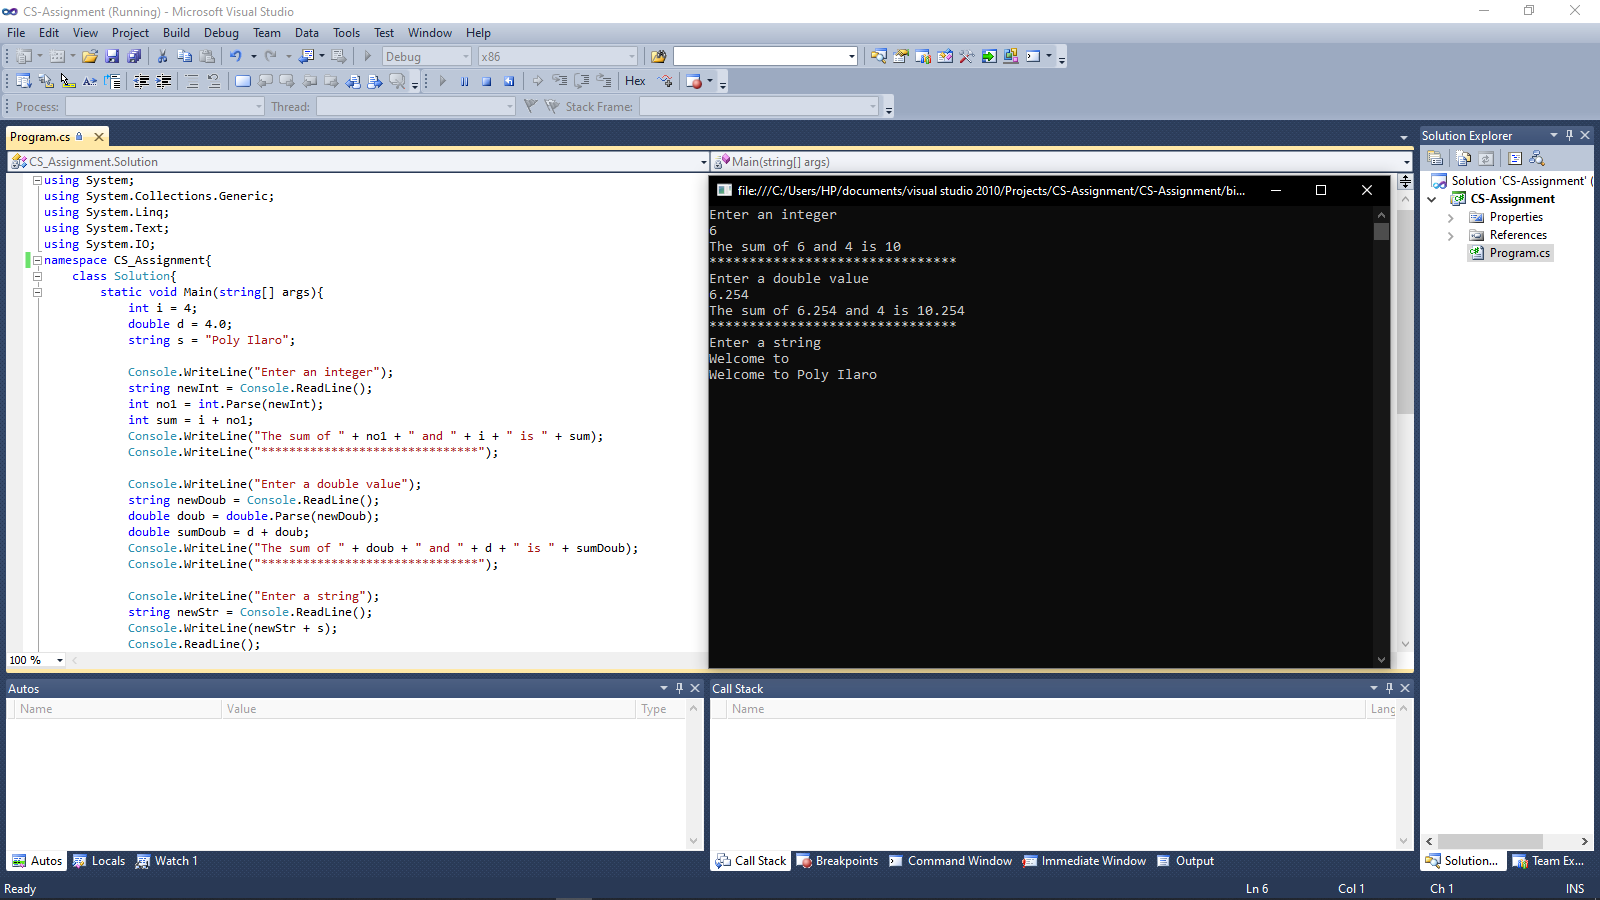 CS-Assignment (Running) - Microsoft Visual Studio
File Edit View Project Build Debug Team Data Tools Test Window Help
Debug x86
Hex
Process: Thread: Stack Frame:
Program.cs
CS_Assignment.Solution
Main(string[] args)
using System;
using System.Collections.Generic;
using System.Linq;
using System.Text;
using System.IO;
namespace CS_Assignment{
class Solution{
static void Main(string[] args){
int i = 4;
double d = 4.0;
string s = "Poly Ilaro";
Console.WriteLine("Enter an integer");
string newInt = Console.ReadLine();
int no1 = int.Parse(newInt);
int sum = i + no1;
Console.WriteLine("The sum of " + no1 + " and " + i + " is " + sum);
Console.WriteLine("*******************************");
Console.WriteLine("Enter a double value");
string newDoub = Console.ReadLine();
double doub = double.Parse(newDoub);
double sumDoub = d + doub;
Console.WriteLine("The sum of " + doub + " and " + d + " is " + sumDoub);
Console.WriteLine("*******************************");
Console.WriteLine("Enter a string");
string newStr = Console.ReadLine();
Console.WriteLine(newStr + s);
Console.ReadLine();
100 %
file:///C:/Users/HP/documents/visual studio 2010/Projects/CS-Assignment/CS-Assignment/bi...
Enter an integer
6
The sum of 6 and 4 is 10
*******************************
Enter a double value
6.254
The sum of 6.254 and 4 is 10.254
*******************************
Enter a string
Welcome to
Welcome to Poly Ilaro
Solution Explorer
Solution 'CS-Assignment' (
CS-Assignment
Properties
References
Program.cs
Autos
Name Value Type
Call Stack
Name Lang
Autos Locals Watch 1
Call Stack Breakpoints Command Window Immediate Window Output
Solution... Team Ex...
Ready Ln 6 Col 1 Ch 1 INS